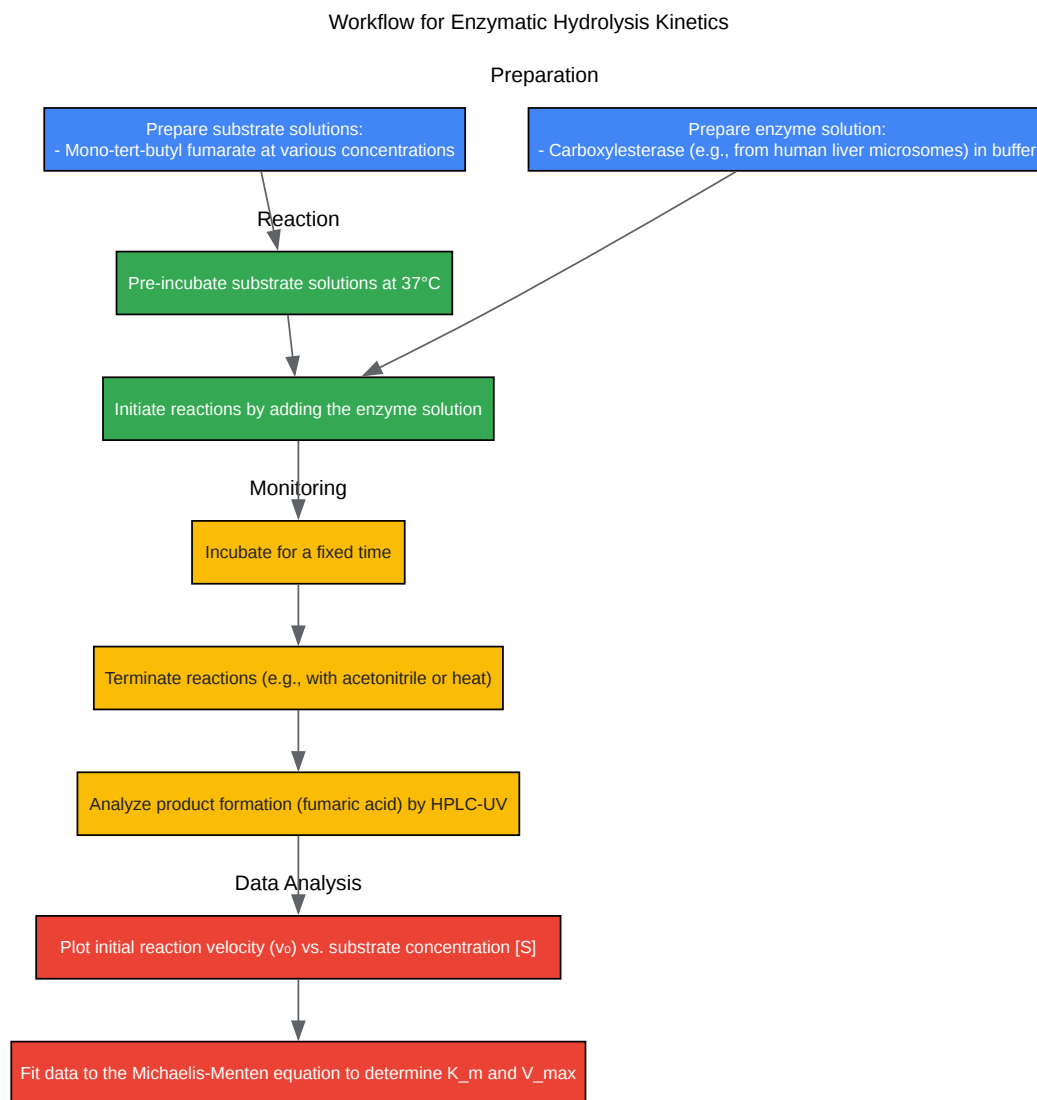 Workflow for Enzymatic Hydrolysis Kinetics
Preparation
Prepare substrate solutions:
- Mono-tert-butyl fumarate at various concentrations
Prepare enzyme solution:
- Carboxylesterase (e.g., from human liver microsomes) in buffer
Reaction
Pre-incubate substrate solutions at 37°C
Initiate reactions by adding the enzyme solution
Monitoring
Incubate for a fixed time
Terminate reactions (e.g., with acetonitrile or heat)
Analyze product formation (fumaric acid) by HPLC-UV
Data Analysis
Plot initial reaction velocity (v₀) vs. substrate concentration [S]
Fit data to the Michaelis-Menten equation to determine K_m and V_max